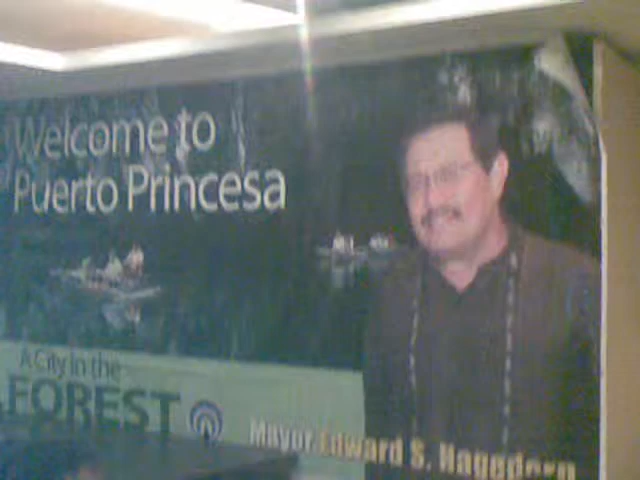 Welcome to
Puerto Princesa
A City in the
FOREST
Mayor Edward S. Hagedorn